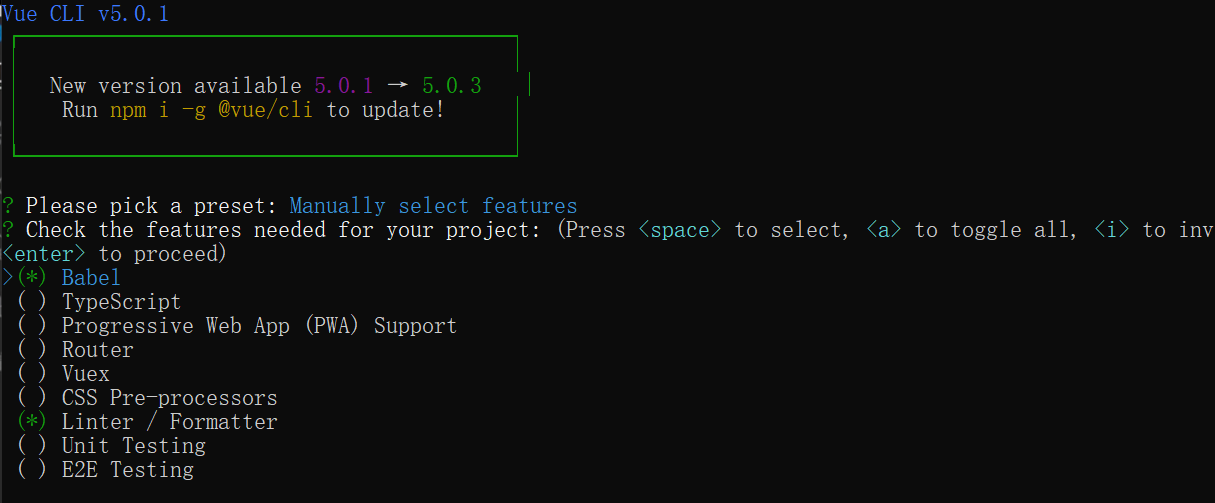 Vue CLI v5.0.1
New version available 5.0.1 → 5.0.3
Run npm i -g @vue/cli to update!
? Please pick a preset: Manually select features
? Check the features needed for your project: (Press <space> to select, <a> to toggle all, <i> to inv
<enter> to proceed)
>(*) Babel
( ) TypeScript
( ) Progressive Web App (PWA) Support
( ) Router
( ) Vuex
( ) CSS Pre-processors
(*) Linter / Formatter
( ) Unit Testing
( ) E2E Testing